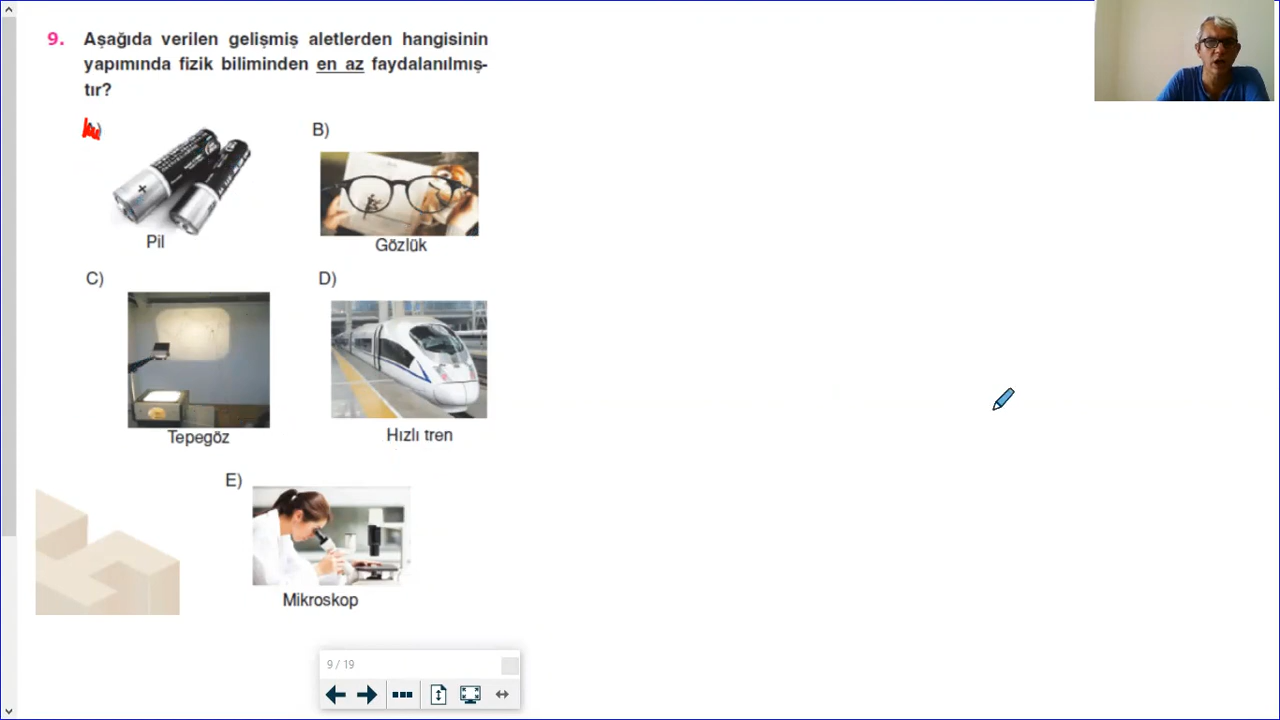 9. Aşağıda verilen gelişmiş aletlerden hangisinin
yapımında fizik biliminden en az faydalanılmış-
tır?
B)
Pil
Gözlük
C)
D)
Tepegöz
Hızlı tren
E)
Mikroskop
9 / 19